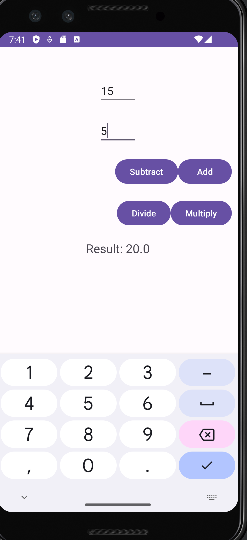 7:41
15
5
Subtract Add
Divide Multiply
Result: 20.0
1 2 3 –
4 5 6
7 8 9
, 0 .